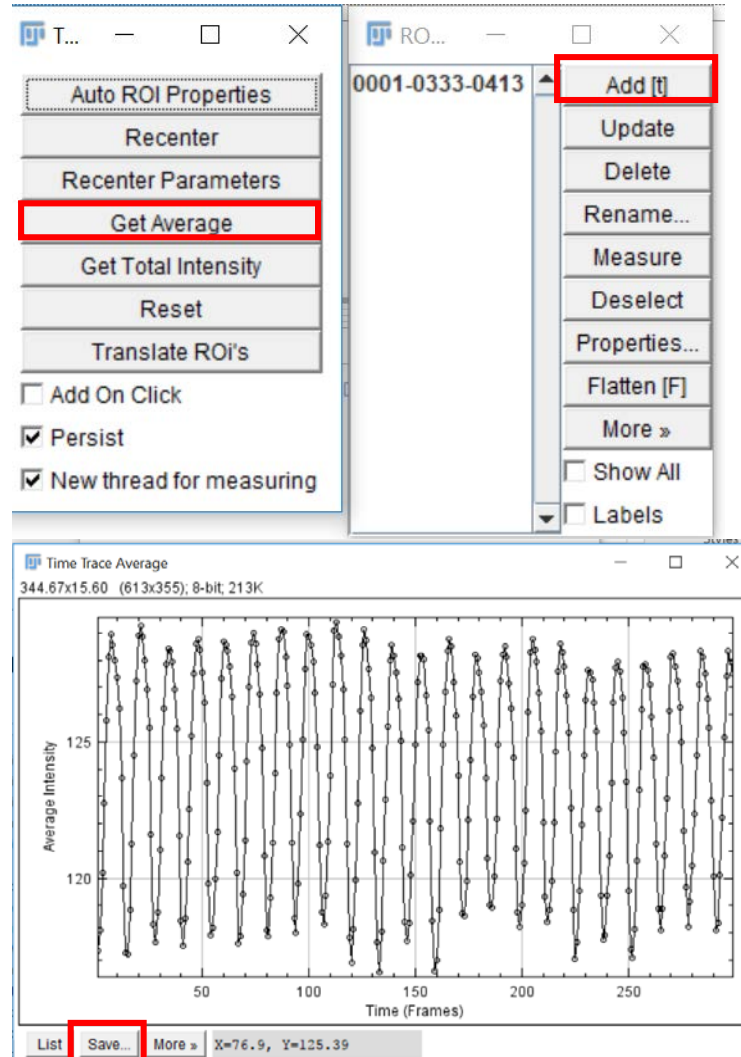 T...
Auto ROI Properties
Recenter
Recenter Parameters
Get Average
Get Total Intensity
Reset
Translate ROi's
Add On Click
Persist
New thread for measuring
RO...
0001-0333-0413
Add [t]
Update
Delete
Rename...
Measure
Deselect
Properties...
Flatten [F]
More »
Show All
Labels
Time Trace Average
344.67x15.60 (613x355); 8-bit; 213K
125
120
Average Intensity
50 100 150 200 250
Time (Frames)
List Save... More » X=76.9, Y=125.39